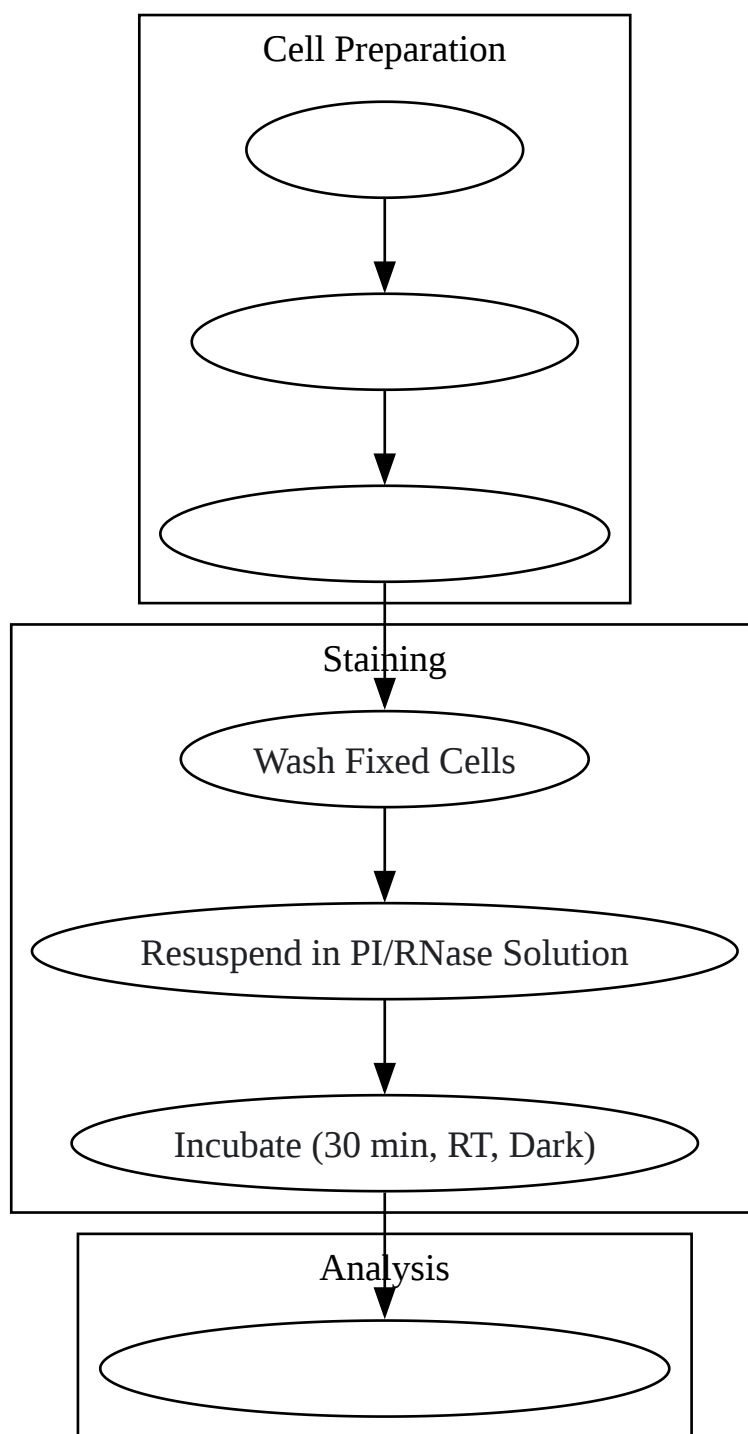 Cell Preparation
Staining
Wash Fixed Cells
Resuspend in PI/RNase Solution
Incubate (30 min, RT, Dark)
Analysis